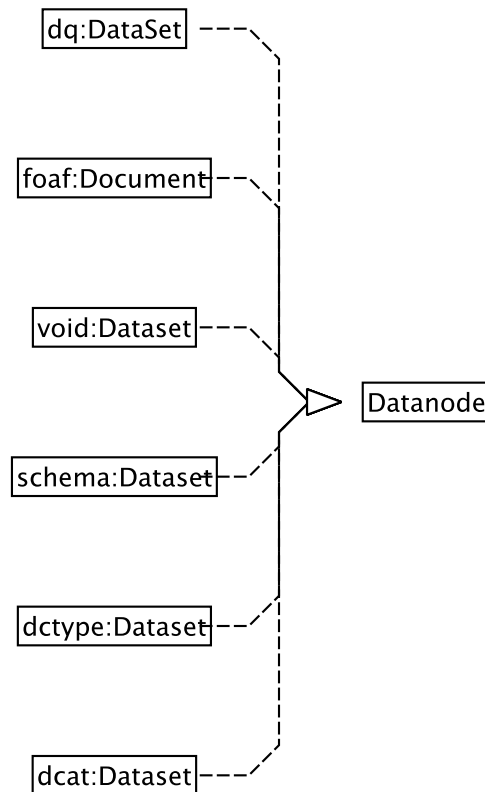 dq:DataSet
foaf:Document
void:Dataset
Datanode
schema:Dataset
dctype:Dataset
dcat:Dataset